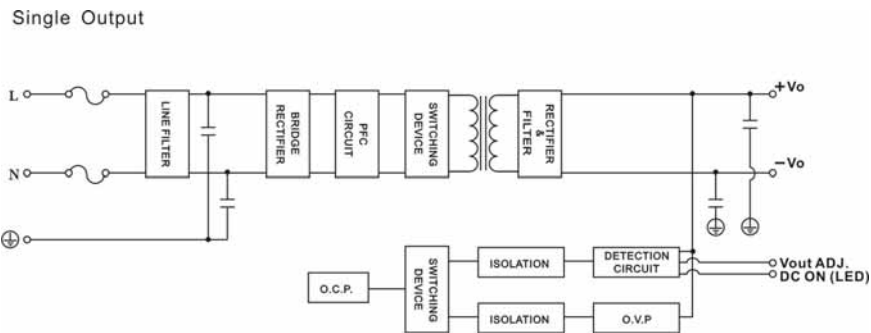 Single Output
L
N
LINE FILTER
BRIDGE
RECTIFIER
PFC
CIRCUIT
SWITCHING
DEVICE
RECTIFIER
&
FILTER
+Vo
−Vo
O.C.P.
SWITCHING
DEVICE
ISOLATION
DETECTION
CIRCUIT
Vout ADJ.
DC ON (LED)
ISOLATION
O.V.P